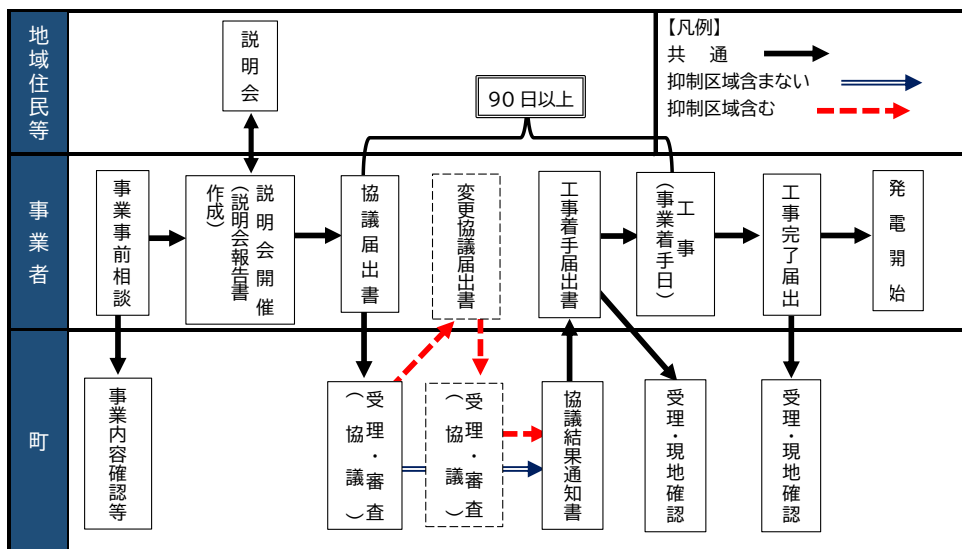 地域住民等
説明会
【凡例】
共　通
抑制区域含まない
抑制区域含む
90日以上
事業者
事業事前相談
説明会開催
（説明会報告書
作成）
協議届出書
変更協議届出書
工事着手届出書
工事
（事業着手日）
工事完了届出
発電開始
町
事業内容確認等
受理・審査
（協議）
受理・審査
（協議）
協議結果通知書
受理・現地確認
受理・現地確認